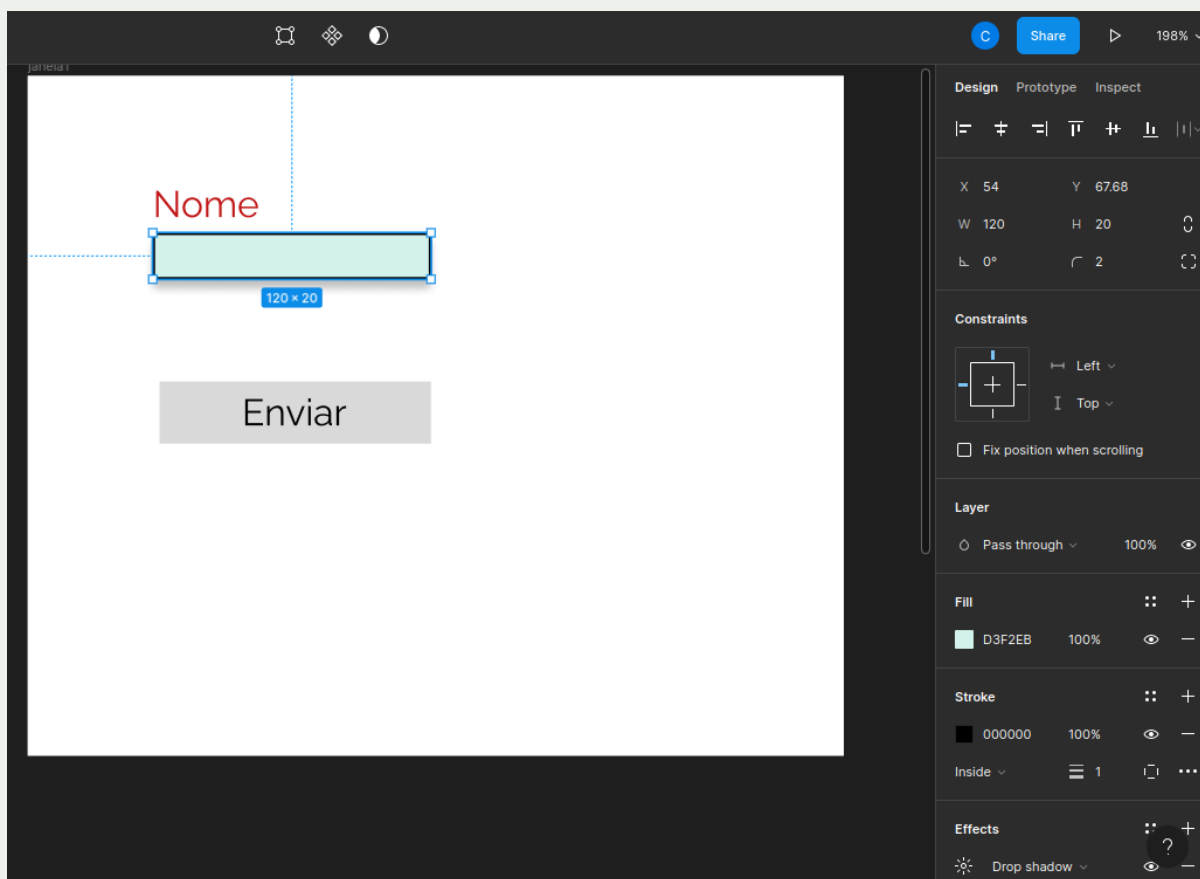 C
Share
198%
janela1
Design Prototype Inspect
X 54 Y 67.68
W 120 H 20
0° 2
Nome
120 × 20
Enviar
Constraints
Left
Top
Fix position when scrolling
Layer
Pass through 100%
Fill
D3F2EB 100%
Stroke
000000 100%
Inside 1
Effects
?
Drop shadow